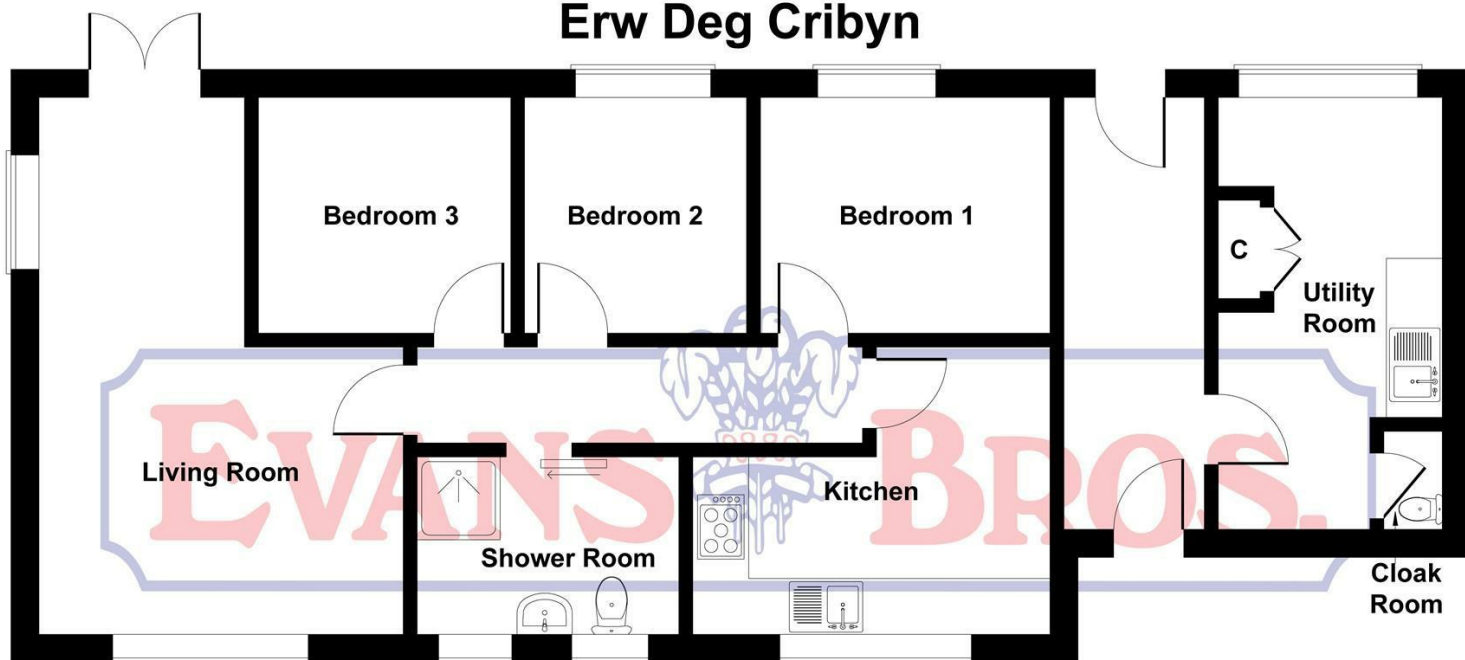 Erw Deg Cribyn
Bedroom 3
Bedroom 2
Bedroom 1
C
Utility
Room
Living Room
EVANS BROS.
Kitchen
Shower Room
Cloak
Room